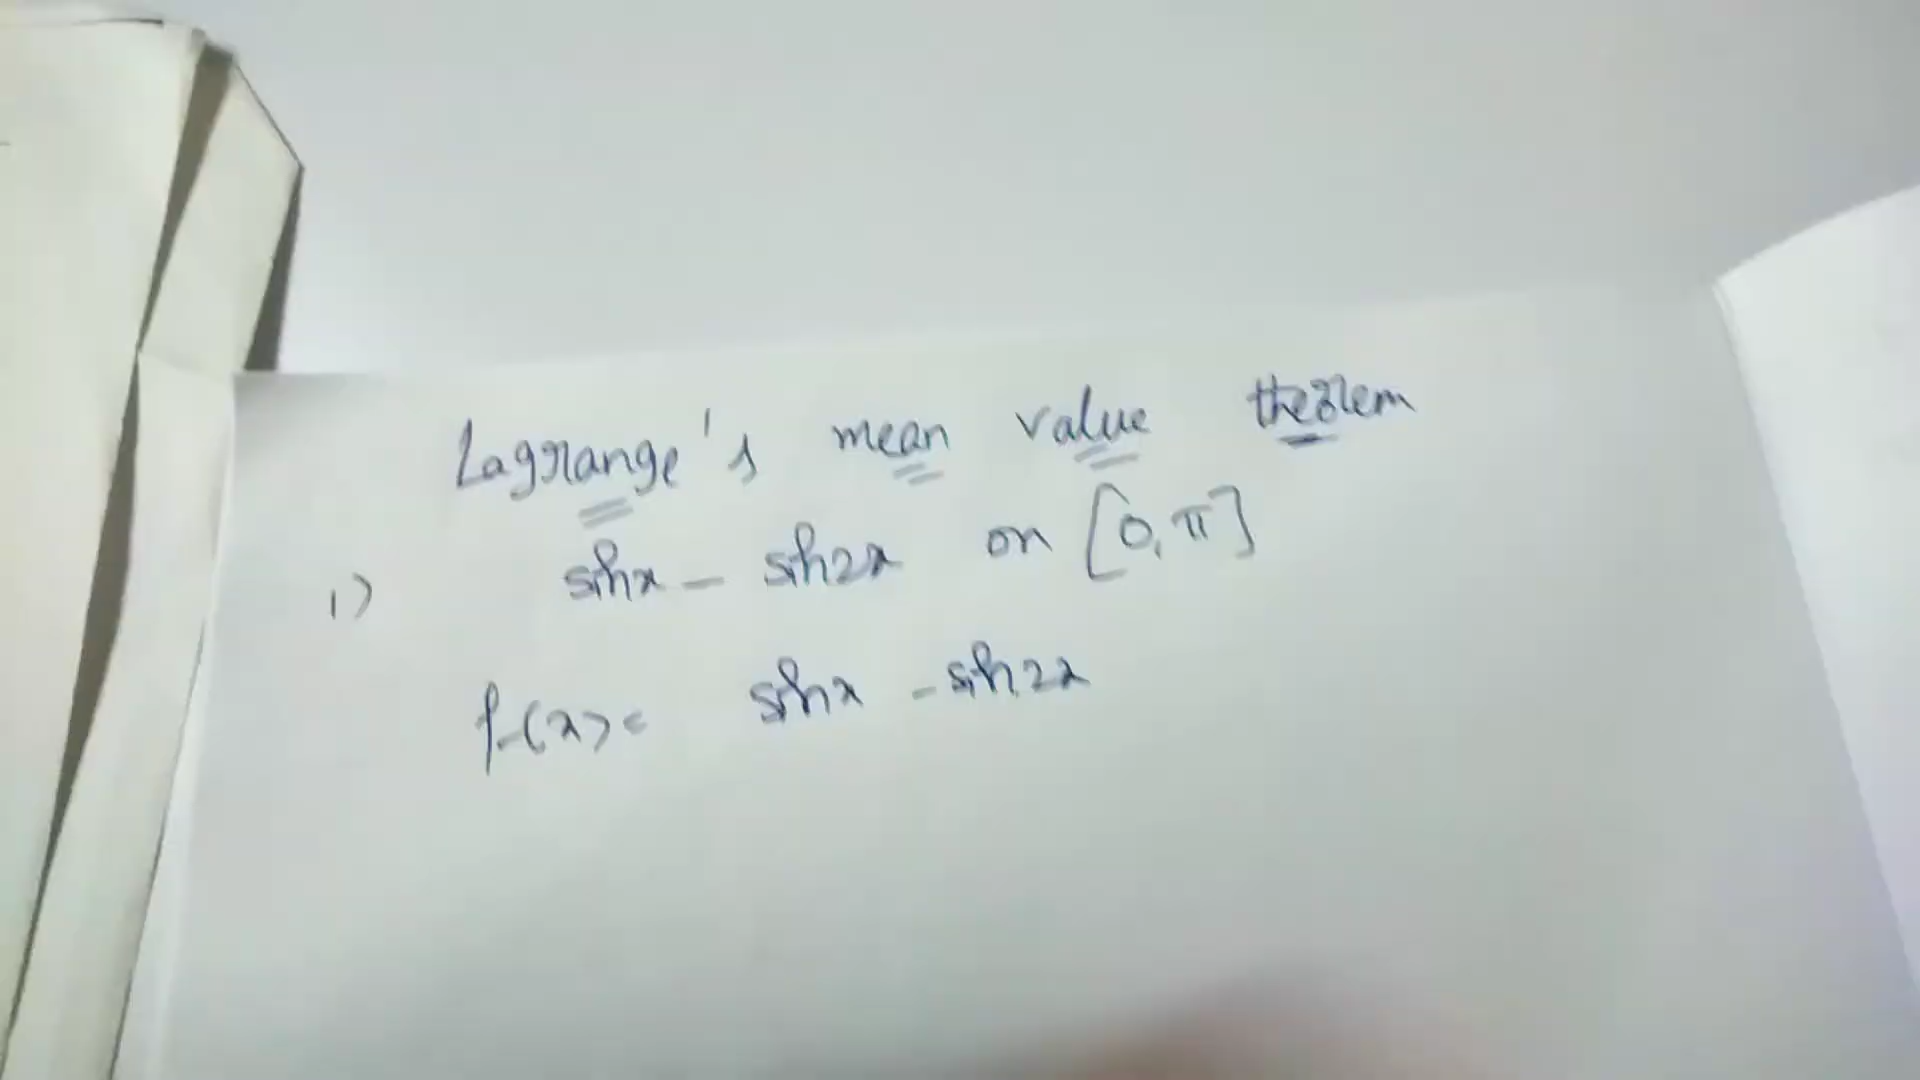 Lagrange's mean value theorem
1) sinx - sin2x on [0, π]
f(x) = sinx - sin2x